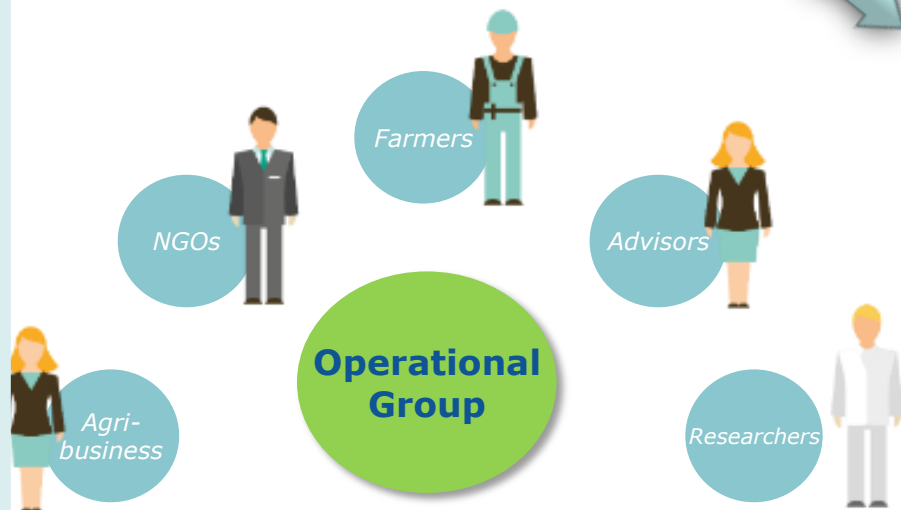 Farmers
NGOs
Advisors
Operational
Group
Agri-
business
Researchers